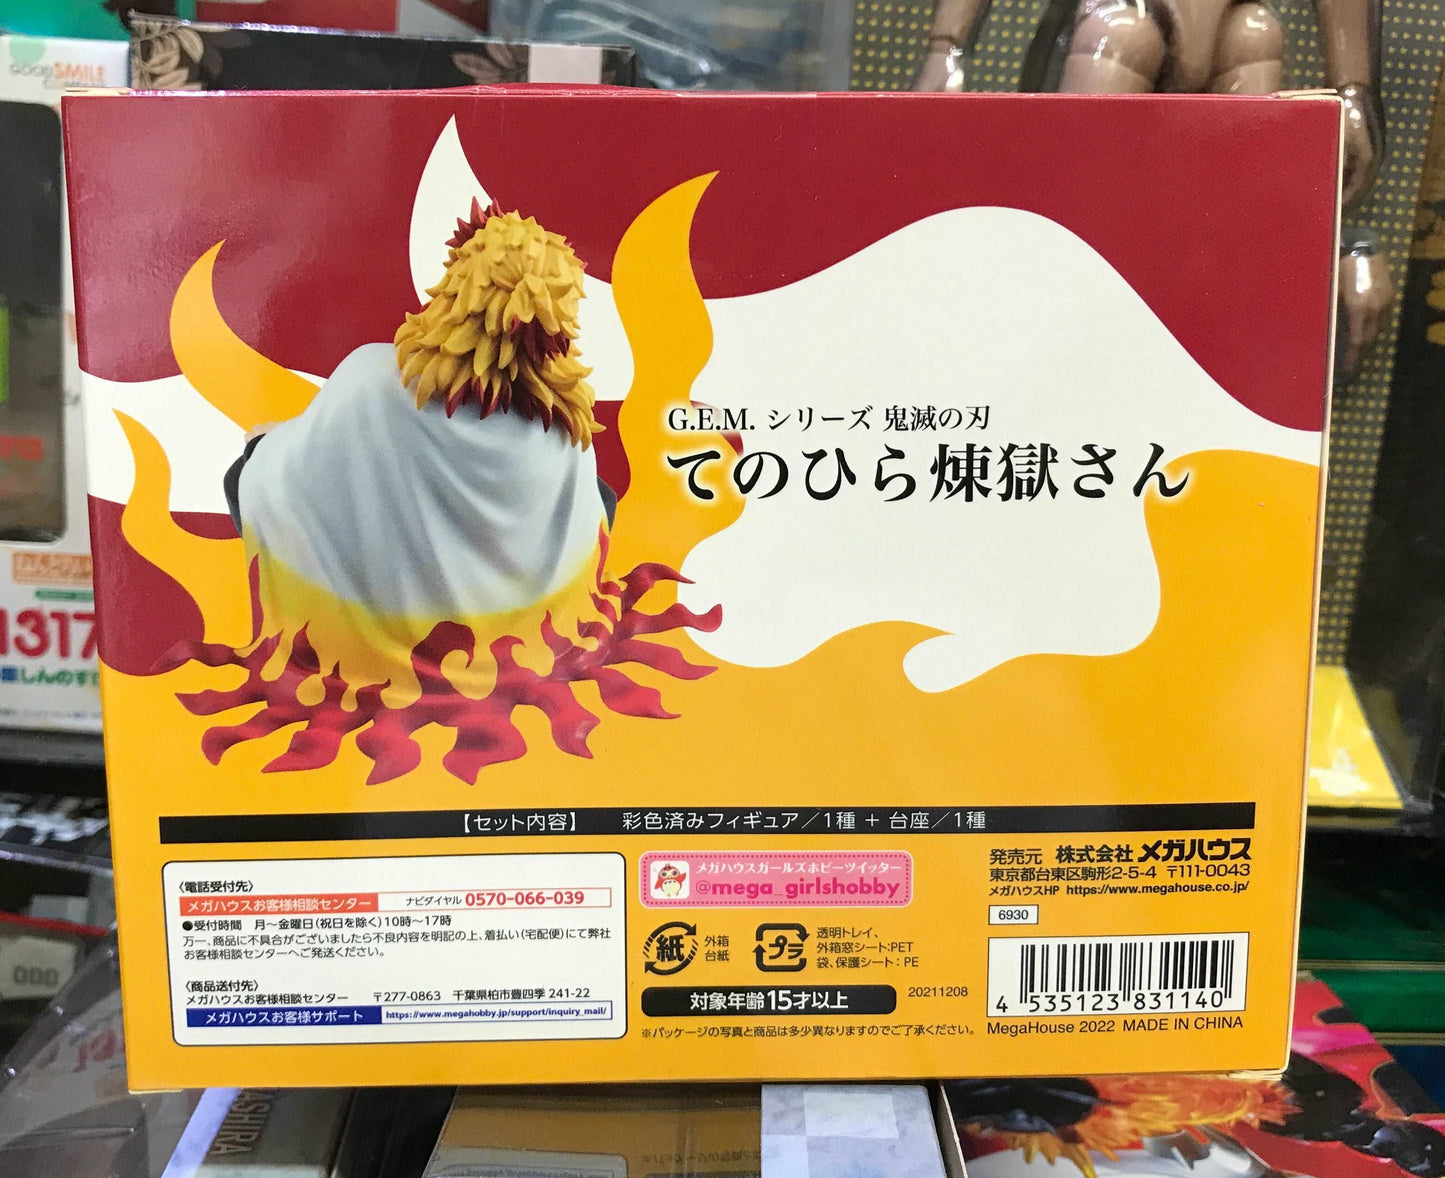 GOOD SMILE
1317
しんのす
G.E.M. シリーズ 鬼滅の刃
てのひら煉獄さん
【セット内容】 彩色済みフィギュア／1種 + 台座／1種
〈電話受付先〉
メガハウスお客様相談センター ナビダイヤル 0570-066-039
●受付時間 月〜金曜日(祝日を除く)10時〜17時
万一、商品に不具合がございましたら不良内容を明記の上、着払い(宅配便)にて弊社
お客様相談センターへご発送ください。
〈商品送付先〉
メガハウスお客様相談センター 〒277-0863 千葉県柏市豊四季 241-22
メガハウスお客様サポート https://www.megahobby.jp/support/inquiry_mail/
メガハウスガールズホビーツイッター
@mega_girlshobby
紙 外箱
台紙
プラ 透明トレイ、
外箱窓シート:PET
袋、保護シート：PE
対象年齢15才以上
20211208
※パッケージの写真と商品は多少異なりますのでご了承ください。
発売元 株式会社メガハウス
東京都台東区駒形2-5-4 〒111-0043
メガハウスHP https://www.megahouse.co.jp/
6930
4 535123 831140
MegaHouse 2022 MADE IN CHINA
ASHIRA